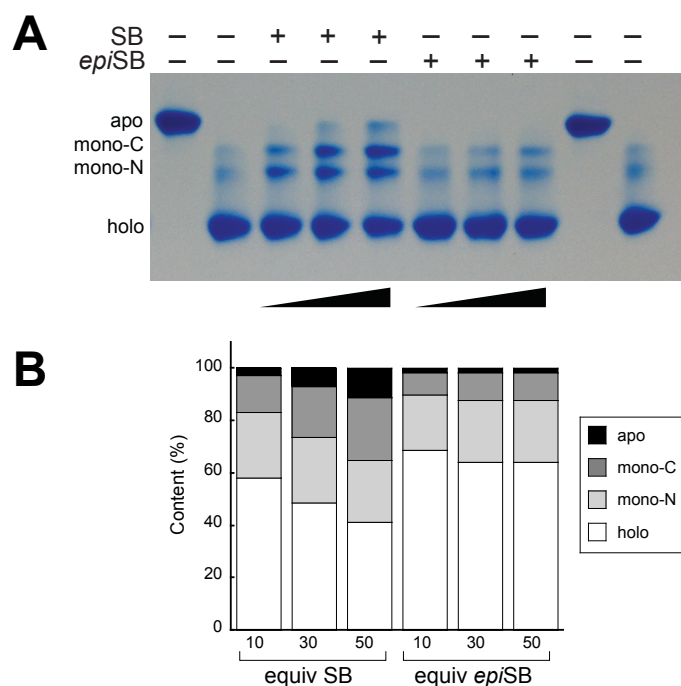 A
SB − − + + + − − − − −
epiSB − − − − − + + + − −
apo
mono-C
mono-N
holo
B
Content (%)
100
80
60
40
20
0
10 30 50 10 30 50
equiv SB equiv epiSB
apo
mono-C
mono-N
holo